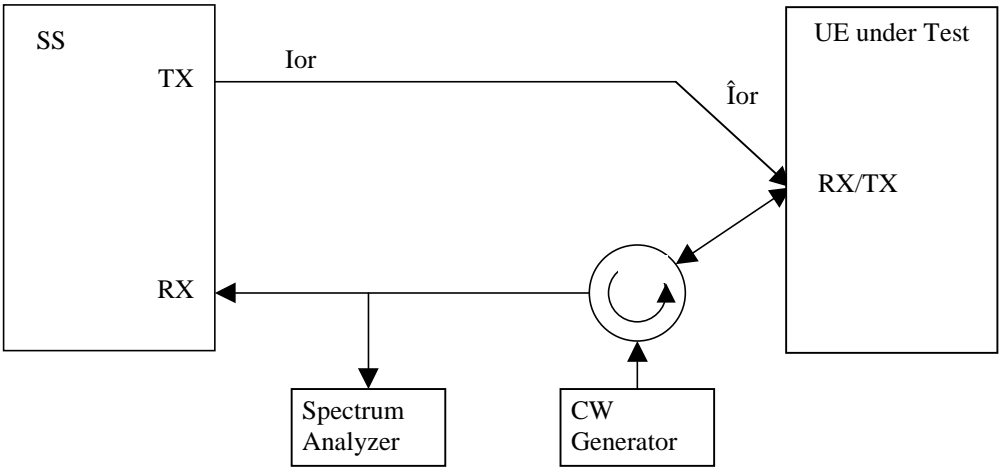 SS
UE under Test
TX
Ior
Îor
RX/TX
RX
Spectrum
Analyzer
CW
Generator